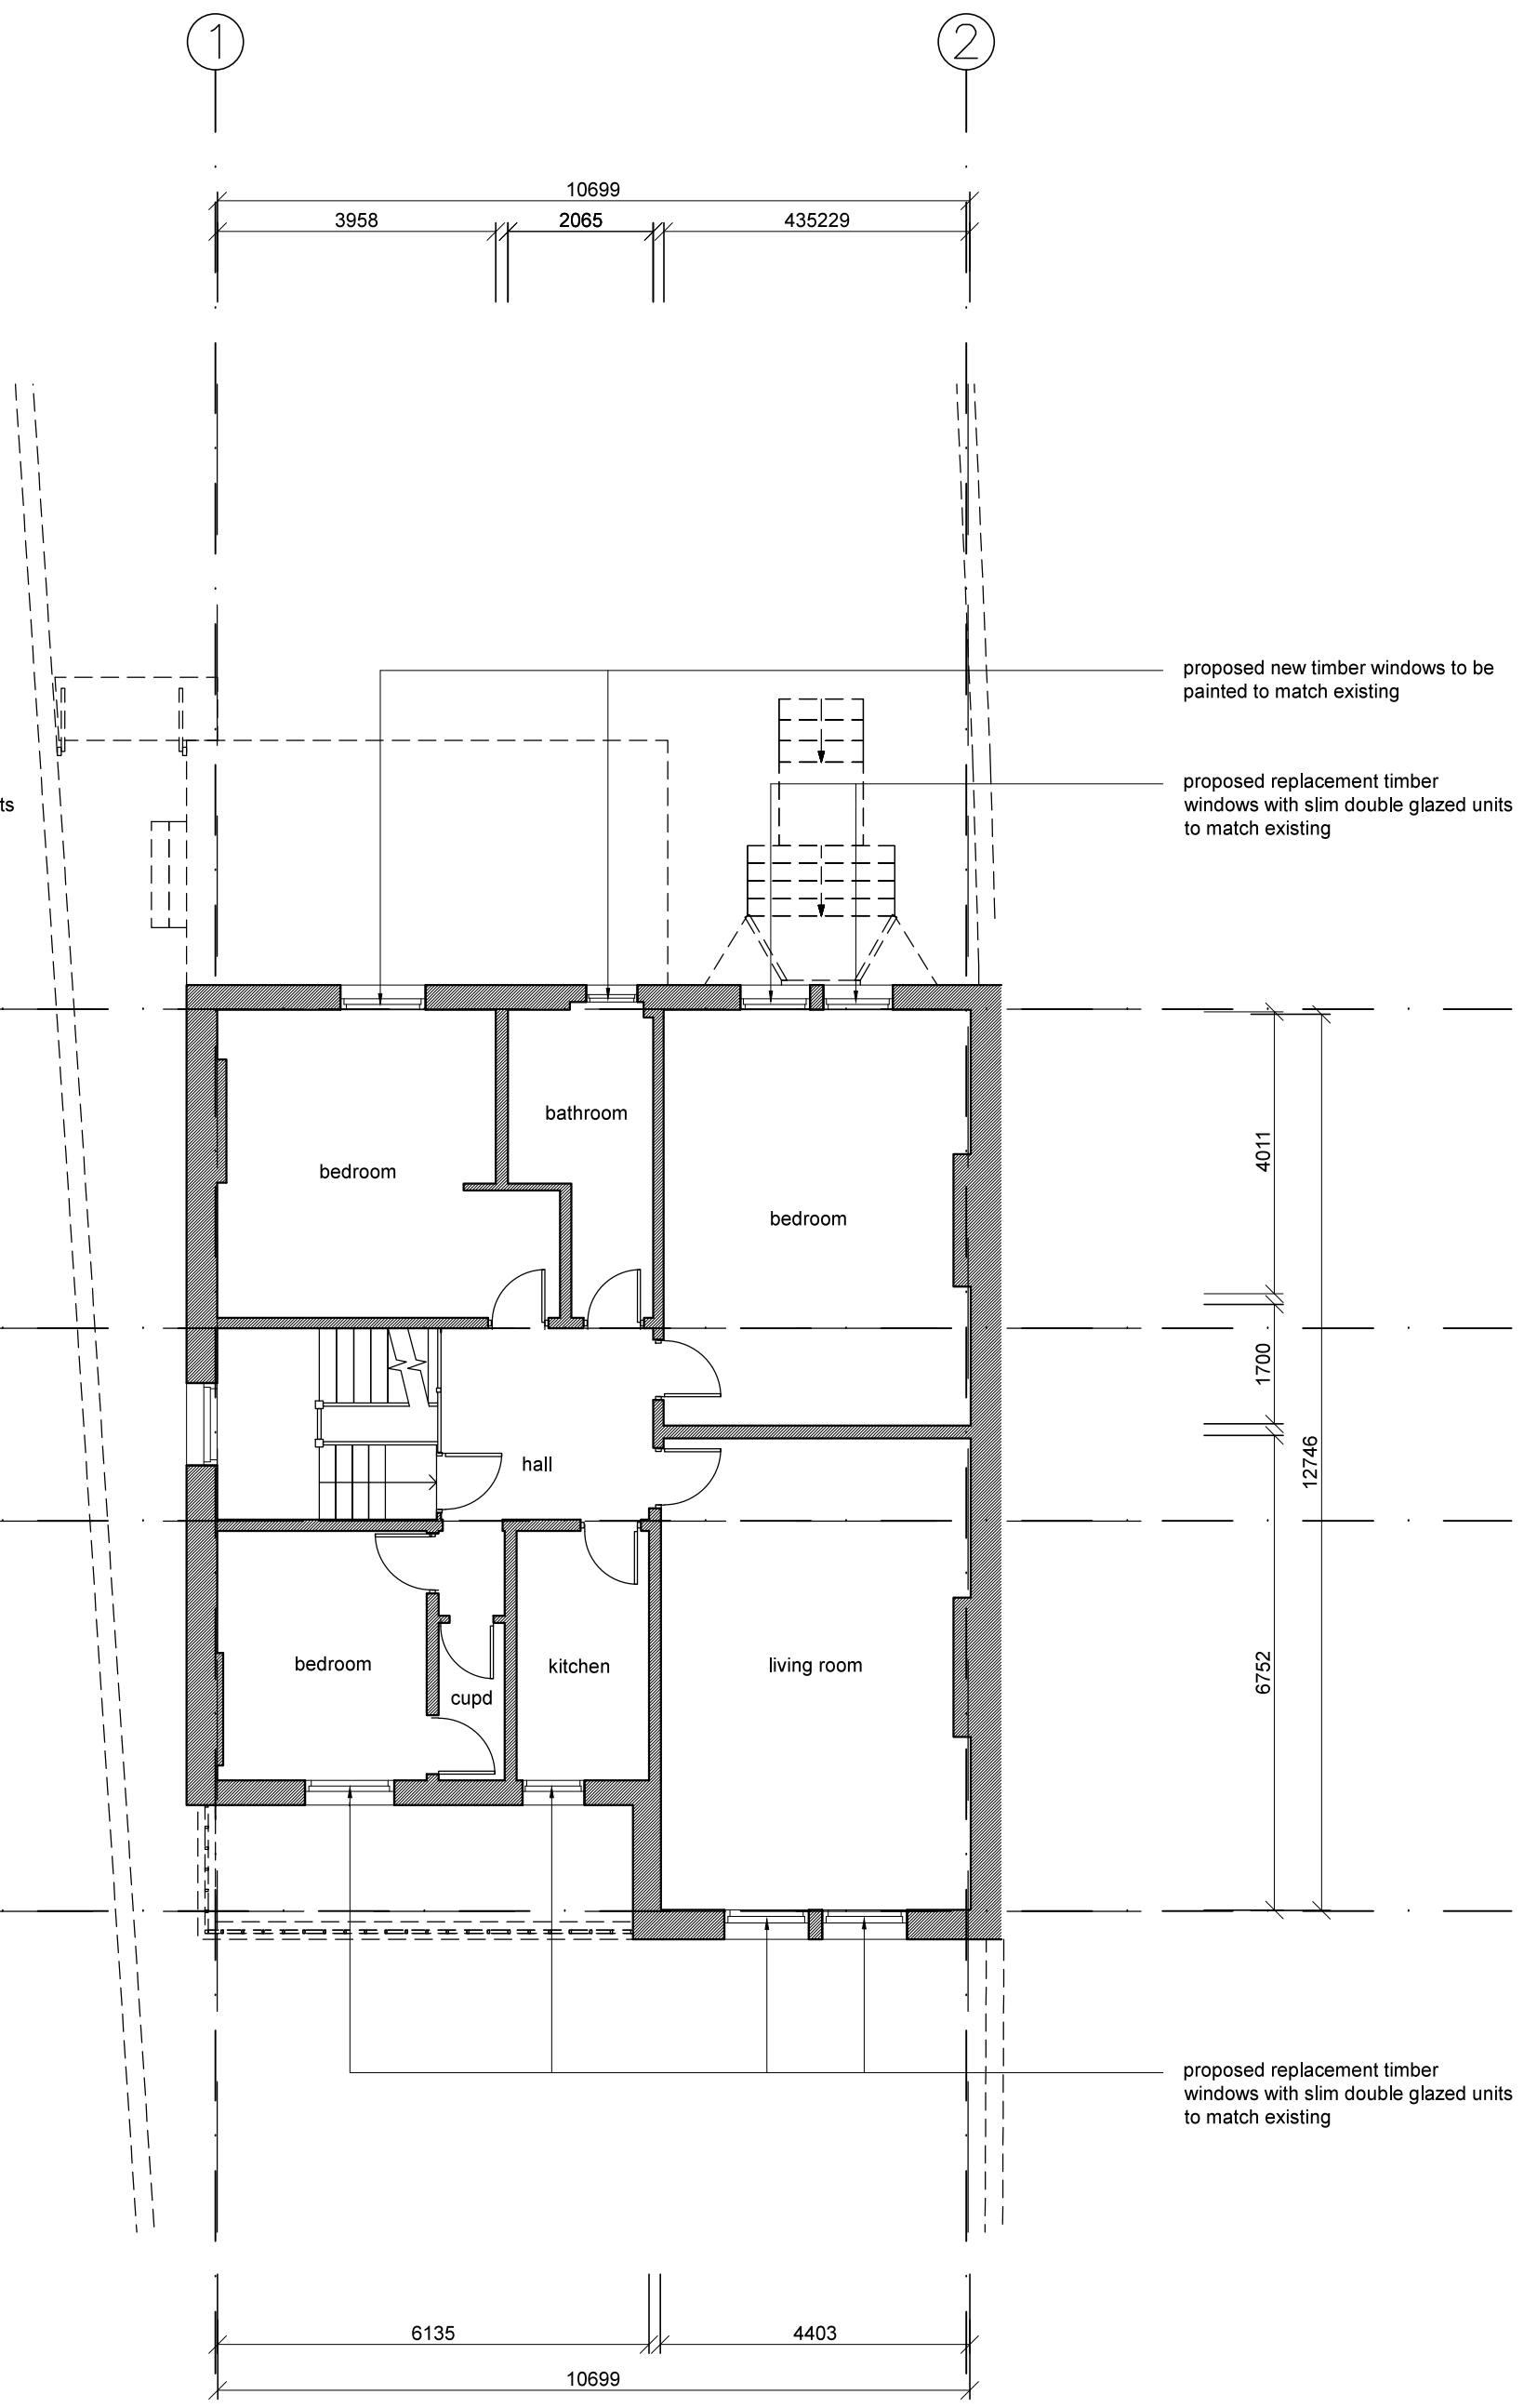 1
2
10699
3958
2065
435229
proposed new timber windows to be
painted to match existing
proposed replacement timber
windows with slim double glazed units
to match existing
ts
bathroom
bedroom
bedroom
4011
1700
12746
hall
bedroom
kitchen
living room
cupd
6752
proposed replacement timber
windows with slim double glazed units
to match existing
6135
4403
10699